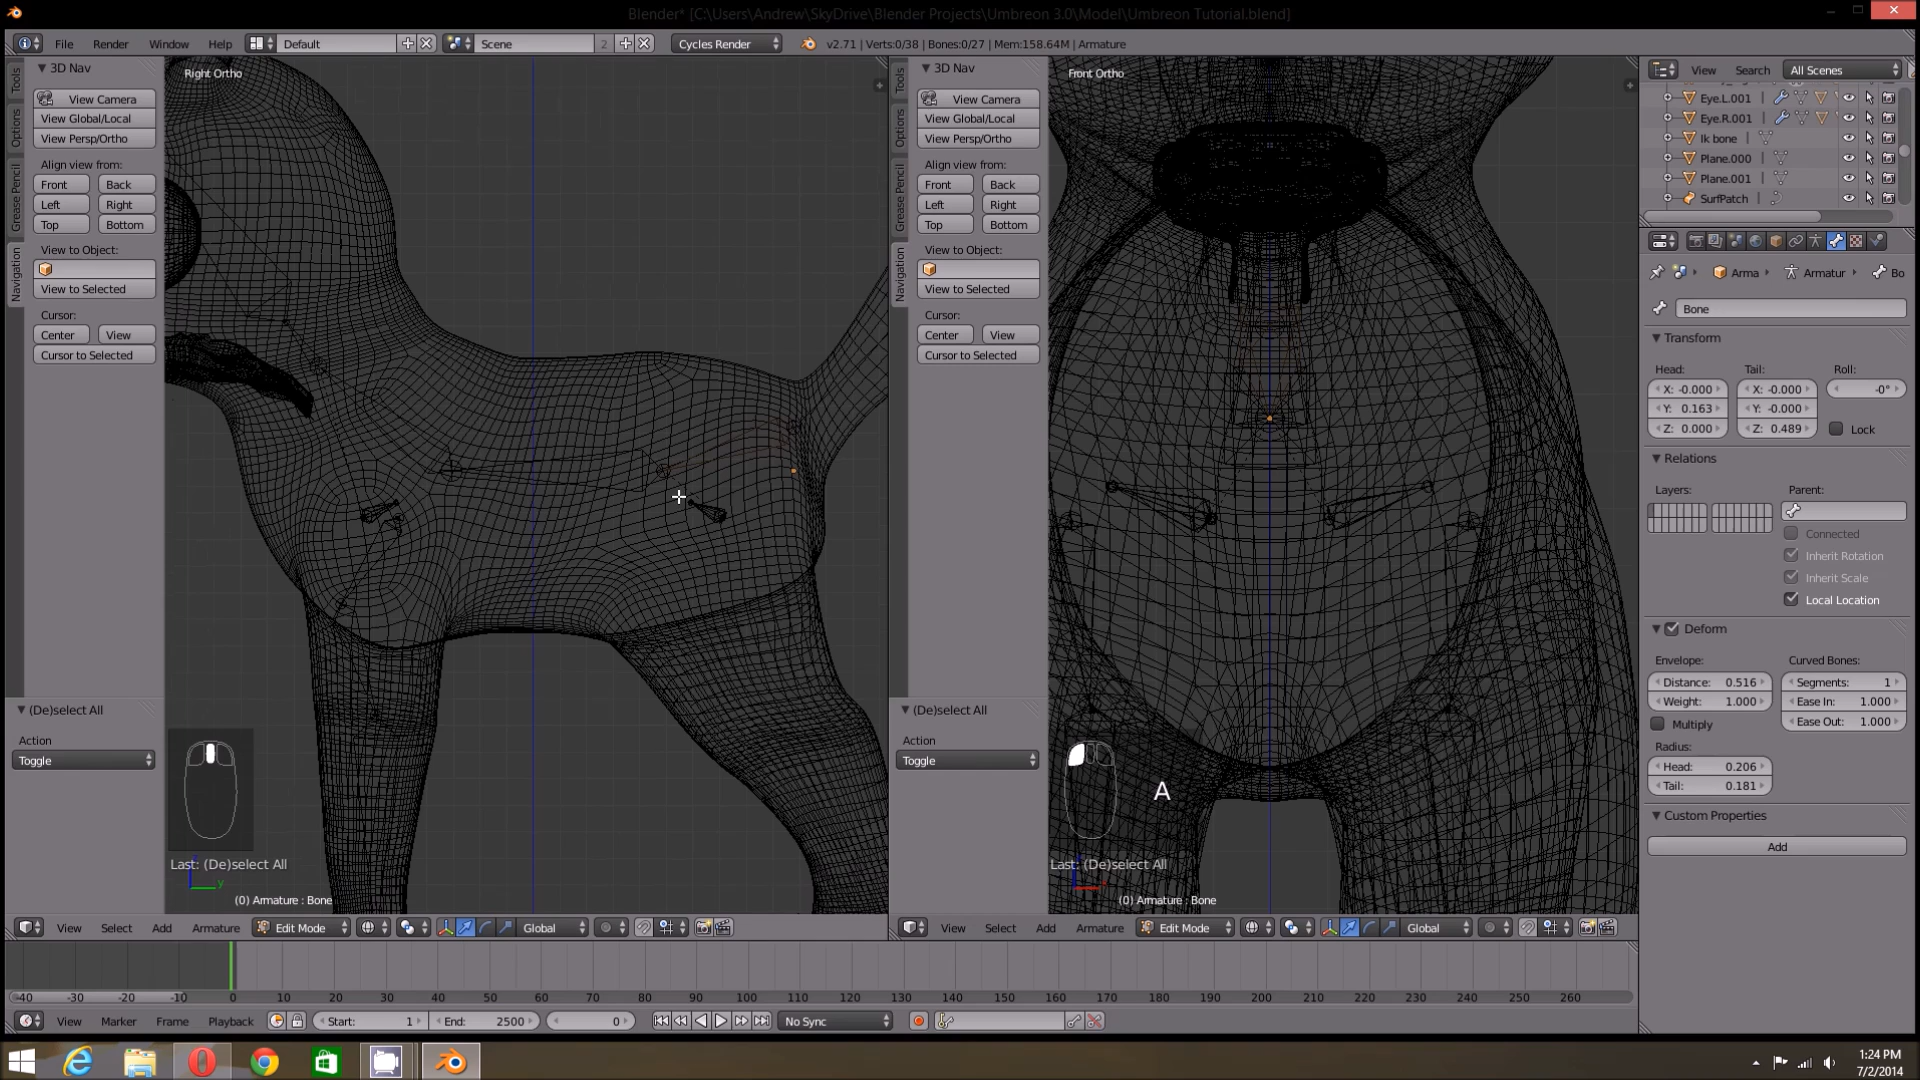 Blender* [C:\Users\Andrew\SkyDrive\Blender Projects\Umbreon 3.0\Model\Umbreon Tutorial.blend]
File Render Window Help Default Scene 2 Cycles Render v2.71 | Verts:0/38 | Bones:0/27 | Mem:158.64M | Armature
Tools
Options
Grease Pencil
Navigation
3D Nav
View Camera
View Global/Local
View Persp/Ortho
Align view from:
Front Back
Left Right
Top Bottom
View to Object:
View to Selected
Cursor:
Center View
Cursor to Selected
(De)select All
Action
Toggle
Right Ortho
Last: (De)select All
y
(0) Armature : Bone
View Select Add Armature Edit Mode Global
Tools
Options
Grease Pencil
Navigation
3D Nav
View Camera
View Global/Local
View Persp/Ortho
Align view from:
Front Back
Left Right
Top Bottom
View to Object:
View to Selected
Cursor:
Center View
Cursor to Selected
(De)select All
Action
Toggle
Front Ortho
A
Last: (De)select All
(0) Armature : Bone
View Select Add Armature Edit Mode Global
View Search All Scenes
Eye.L.001
Eye.R.001
Ik bone
Plane.000
Plane.001
SurfPatch
Arma Armatur Bo
Bone
Transform
Head: Tail: Roll:
X: -0.000 X: -0.000 -0°
Y: 0.163 Y: -0.000
Z: 0.000 Z: 0.489 Lock
Relations
Layers: Parent:
Connected
Inherit Rotation
Inherit Scale
Local Location
Deform
Envelope: Curved Bones:
Distance: 0.516 Segments: 1
Weight: 1.000 Ease In: 1.000
Multiply Ease Out: 1.000
Radius:
Head: 0.206
Tail: 0.181
Custom Properties
Add
-40 -30 -20 -10 0 10 20 30 40 50 60 70 80 90 100 110 120 130 140 150 160 170 180 190 200 210 220 230 240 250 260
View Marker Frame Playback Start: 1 End: 2500 0 No Sync
1:24 PM
7/2/2014